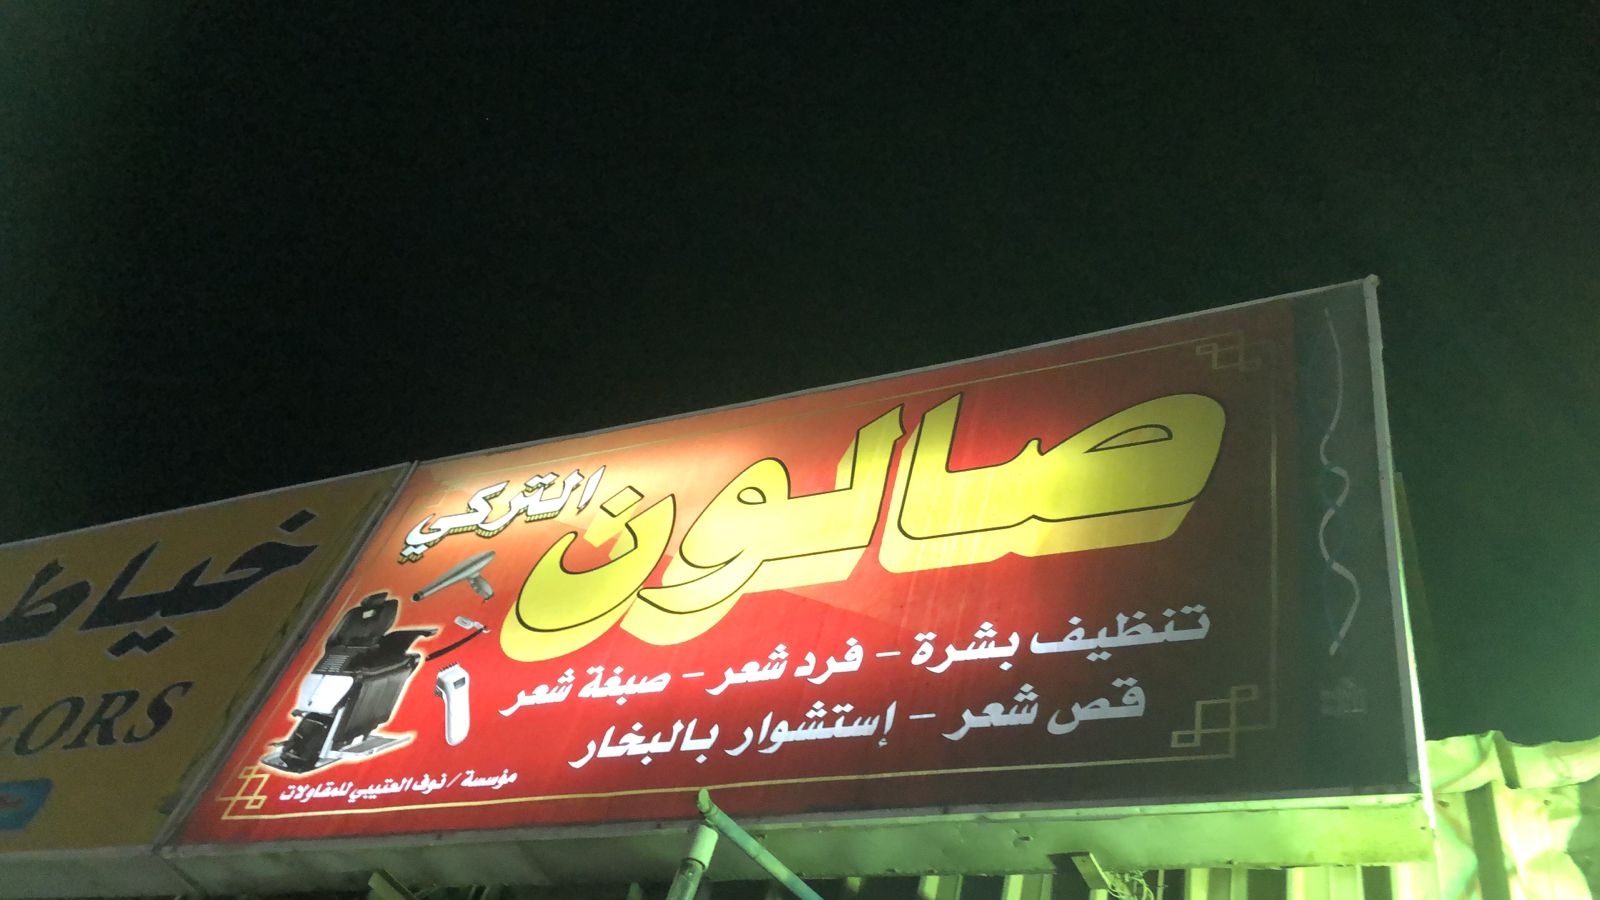 صالون
التركي
تنظيف بشرة - فرد شعر - صبغة شعر
قص شعر - إستشوار بالبخار
مؤسسة / نوف العتيبي للمقاولات
خياط
LORS